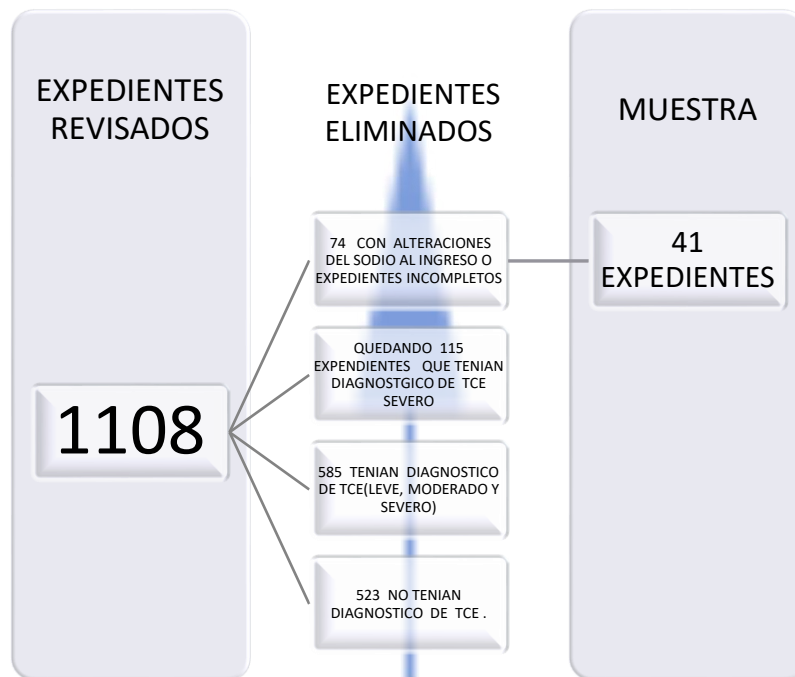 EXPEDIENTES
REVISADOS
1108
EXPEDIENTES
ELIMINADOS
74 CON ALTERACIONES
DEL SODIO AL INGRESO O
EXPEDIENTES INCOMPLETOS
QUEDANDO 115
EXPENDIENTES QUE TENIAN
DIAGNOSTGICO DE TCE
SEVERO
585 TENIAN DIAGNOSTICO
DE TCE(LEVE, MODERADO Y
SEVERO)
523 NO TENIAN
DIAGNOSTICO DE TCE .
MUESTRA
41
EXPEDIENTES